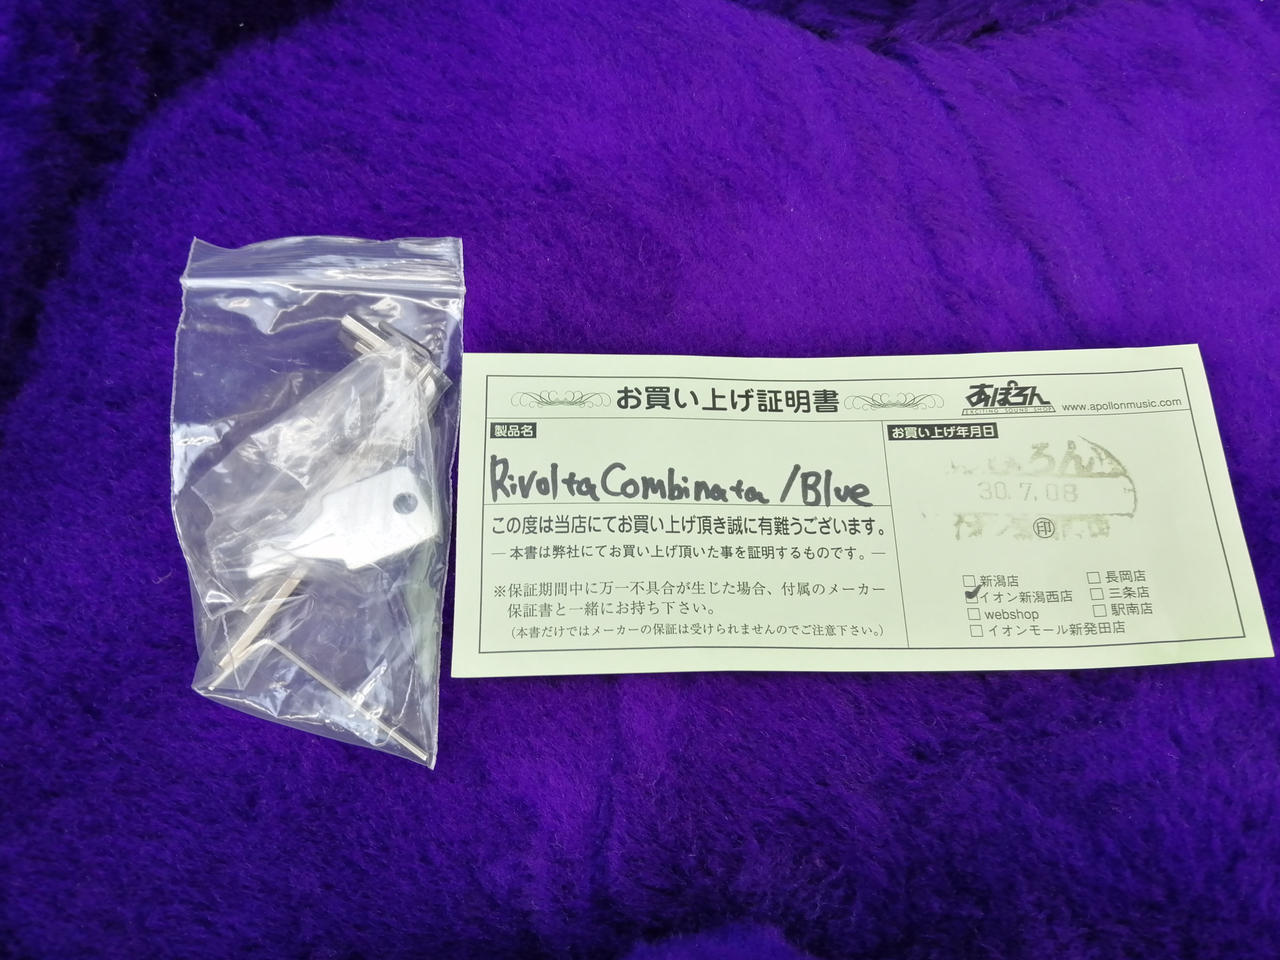 お買い上げ証明書
あぽろん
EXCITING SOUND SHOP
www.apollonmusic.com
製品名
Rivolta Combinata /Blue
この度は当店にてお買い上げ頂き誠に有難うございます。
―本書は弊社にてお買い上げ頂いた事を証明するものです。―
※保証期間中に万一不具合が生じた場合、付属のメーカー
保証書と一緒にお持ち下さい。
(本書だけではメーカーの保証は受けられませんのでご注意下さい。)
お買い上げ年月日
ろん
30.7.08
印
新潟店
イオン新潟西店
webshop
イオンモール新発田店
長岡店
三条店
駅南店